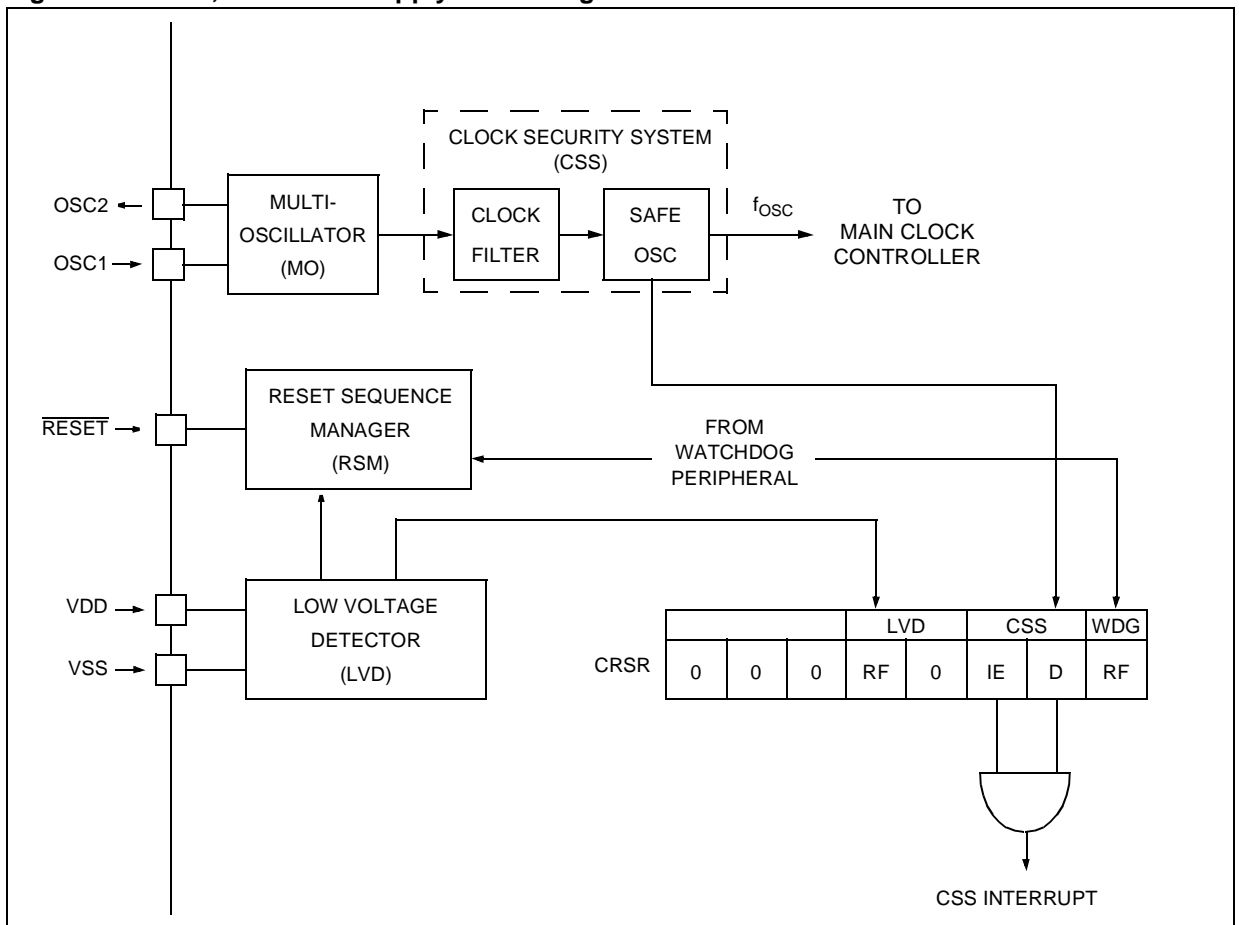 CLOCK SECURITY SYSTEM
(CSS)
OSC2
OSC1
MULTI-
OSCILLATOR
(MO)
CLOCK
FILTER
SAFE
OSC
fOSC
TO
MAIN CLOCK
CONTROLLER
RESET
RESET SEQUENCE
MANAGER
(RSM)
FROM
WATCHDOG
PERIPHERAL
VDD
VSS
LOW VOLTAGE
DETECTOR
(LVD)
LVD CSS WDG
CRSR 0 0 0 RF 0 IE D RF
CSS INTERRUPT